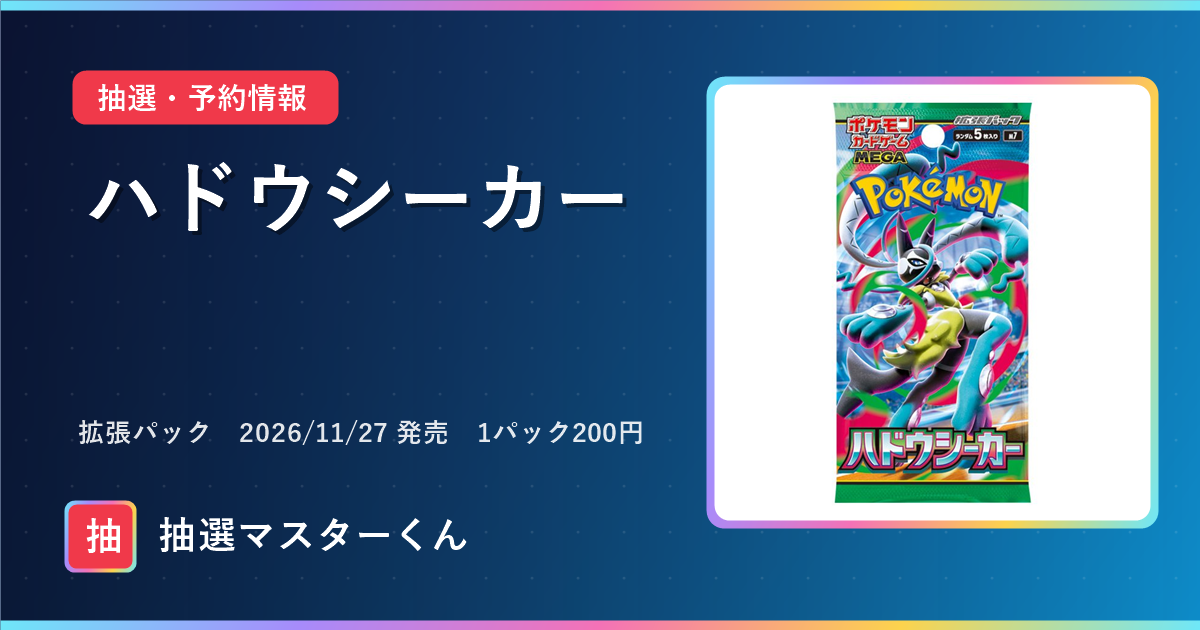 抽選・予約情報
ハドウシーカー
拡張パック 2026/11/27 発売 1パック200円
抽 抽選マスターくん
ポケモン
カードゲーム
MEGA
拡張パック
ランダム5枚入り
POKéMON
ハドウシーカー